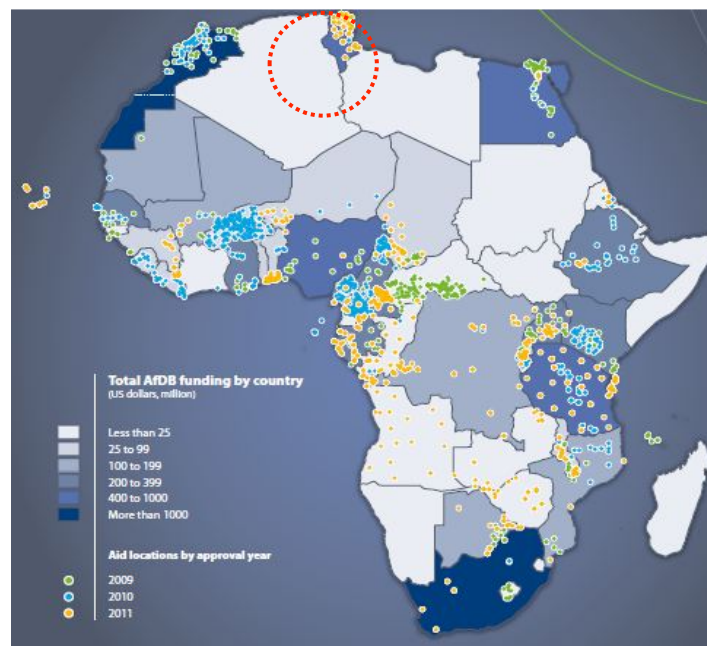 Total AfDB funding by country
(US dollars, million)
Less than 25
25 to 99
100 to 199
200 to 399
400 to 1000
More than 1000
Aid locations by approval year
2009
2010
2011